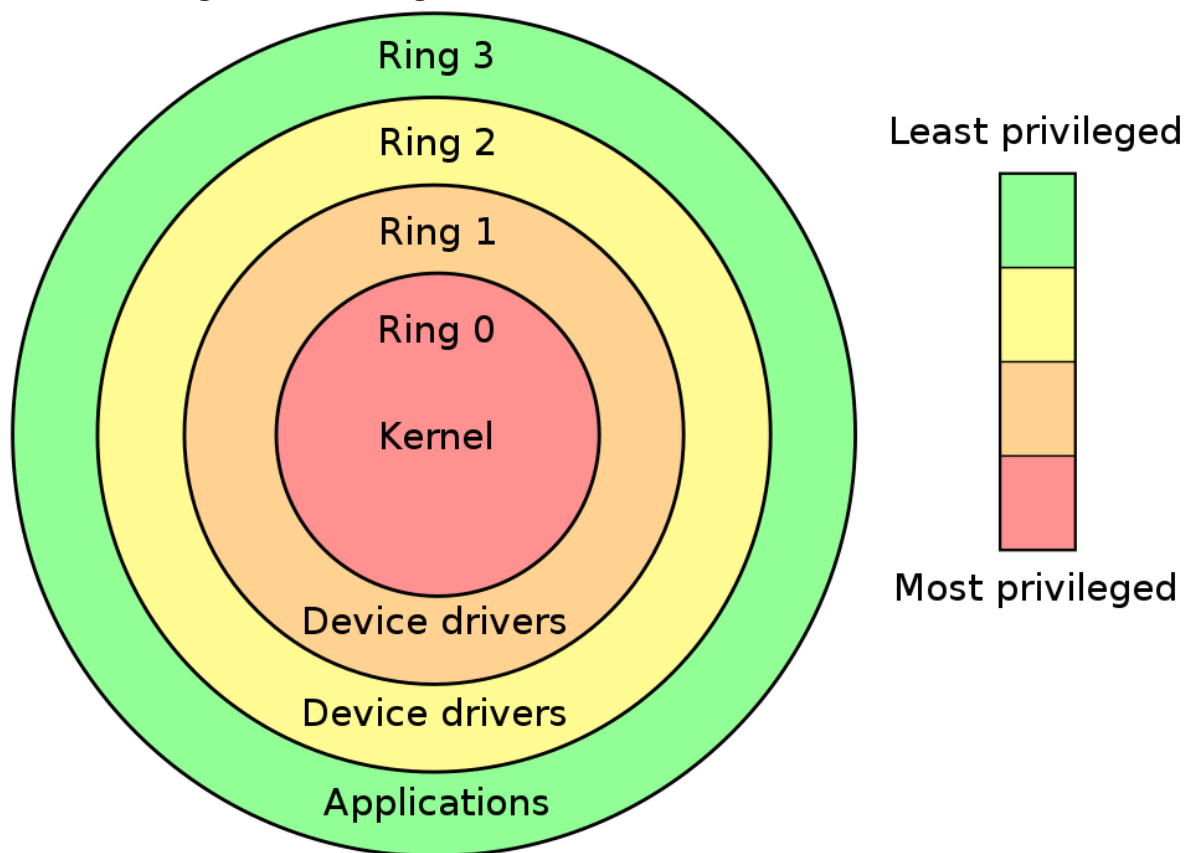 Ring 3
Ring 2
Ring 1
Ring 0
Kernel
Device drivers
Device drivers
Applications
Least privileged
Most privileged